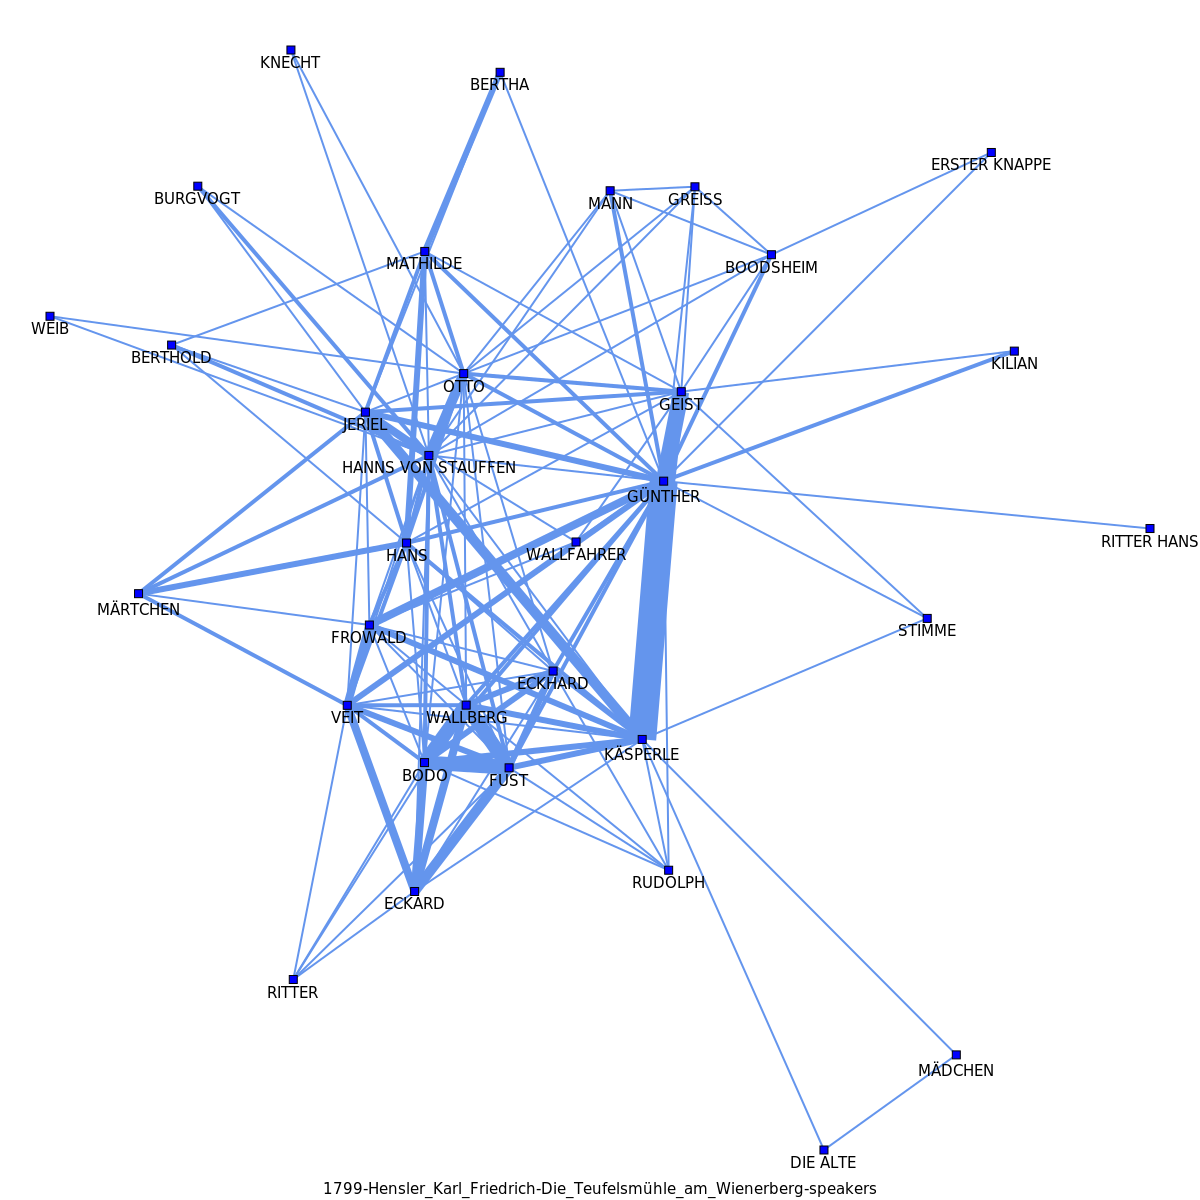 KNECHT
BERTHA
ERSTER KNAPPE
BURGVOGT
MANN
GREISS
MATHILDE
BOODSHEIM
WEIB
BERTHOLD
KILIAN
OTTO
GEIST
JERIEL
HANNS VON STAUFFEN
GÜNTHER
RITTER HANS
HANS
WALLFAHRER
MÄRTCHEN
STIMME
FROWALD
ECKHARD
VEIT
WALLBERG
KÄSPERLE
BODO
FUST
RUDOLPH
ECKARD
RITTER
MÄDCHEN
DIE ALTE
1799-Hensler_Karl_Friedrich-Die_Teufelsmühle_am_Wienerberg-speakers